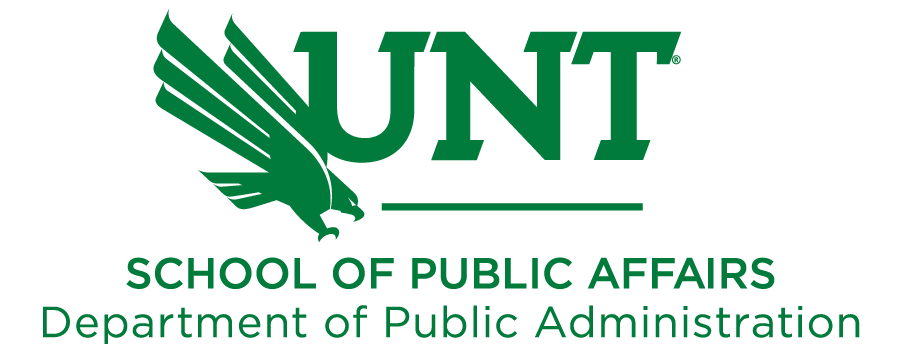 UNT®
SCHOOL OF PUBLIC AFFAIRS
Department of Public Administration